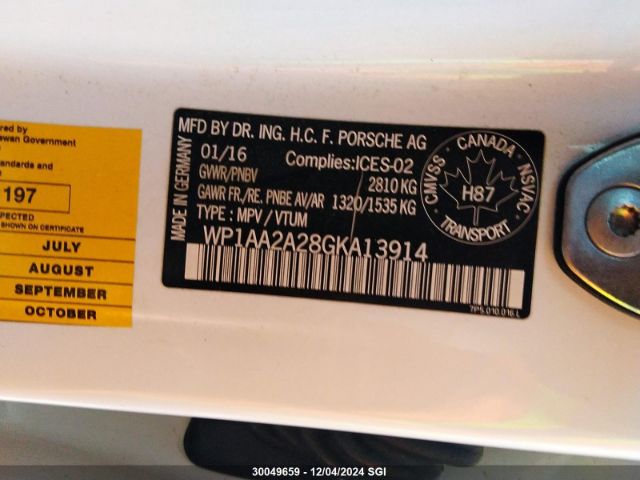 red by
ewan Government
andards and
197
PECTED
SHOWN ON CERTIFICATE
JULY
AUGUST
SEPTEMBER
OCTOBER
MFD BY DR. ING. H.C. F. PORSCHE AG
MADE IN GERMANY
01/16 Complies:ICES-02
GWR/PNBV 2810 KG
GAWR FR./RE. PNBE AV/AR 1320/1535 KG
TYPE : MPV / VTUM
WP1AA2A28GKA13914
7P5.010.016.L
CANADA
CMVSS · NSVAC
H87
TRANSPORT
30049659 - 12/04/2024 SGI